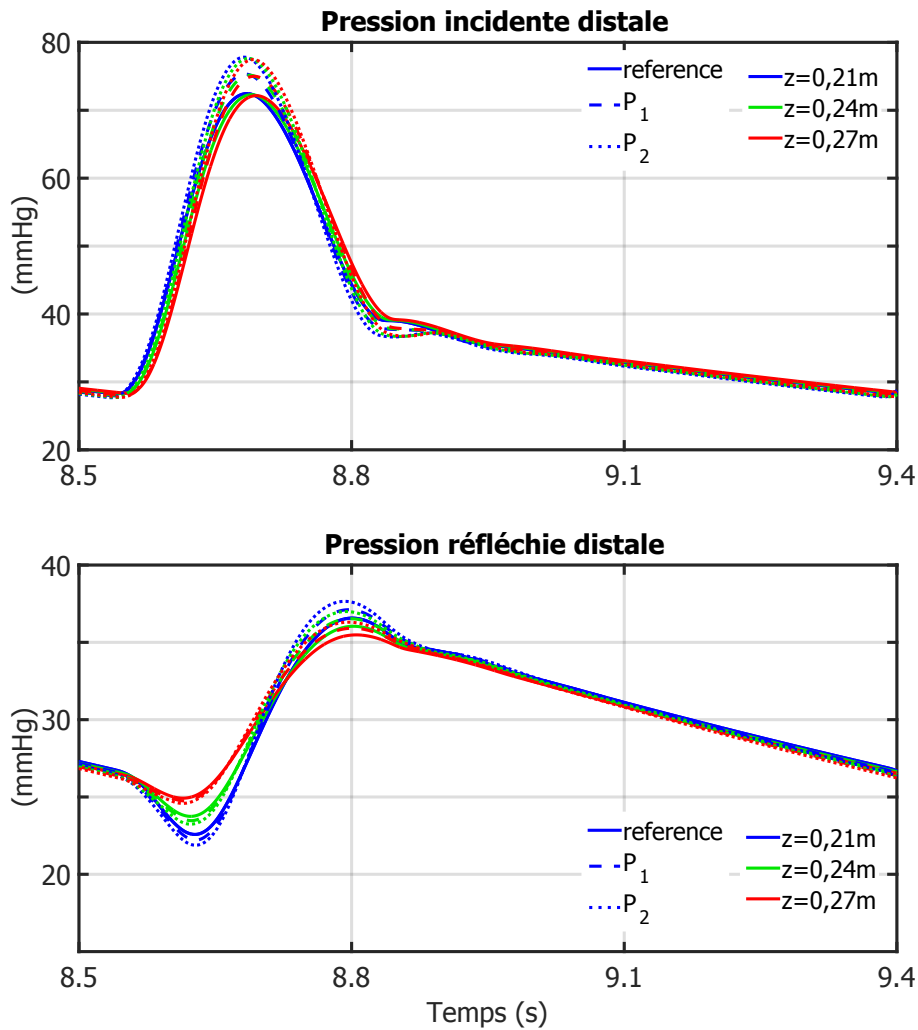 Pression incidente distale
80
60
40
20
(mmHg)
reference
P1
P2
z=0,21m
z=0,24m
z=0,27m
8.5
8.8
9.1
9.4
Pression réfléchie distale
40
30
20
(mmHg)
reference
P1
P2
z=0,21m
z=0,24m
z=0,27m
8.5
8.8
9.1
9.4
Temps (s)